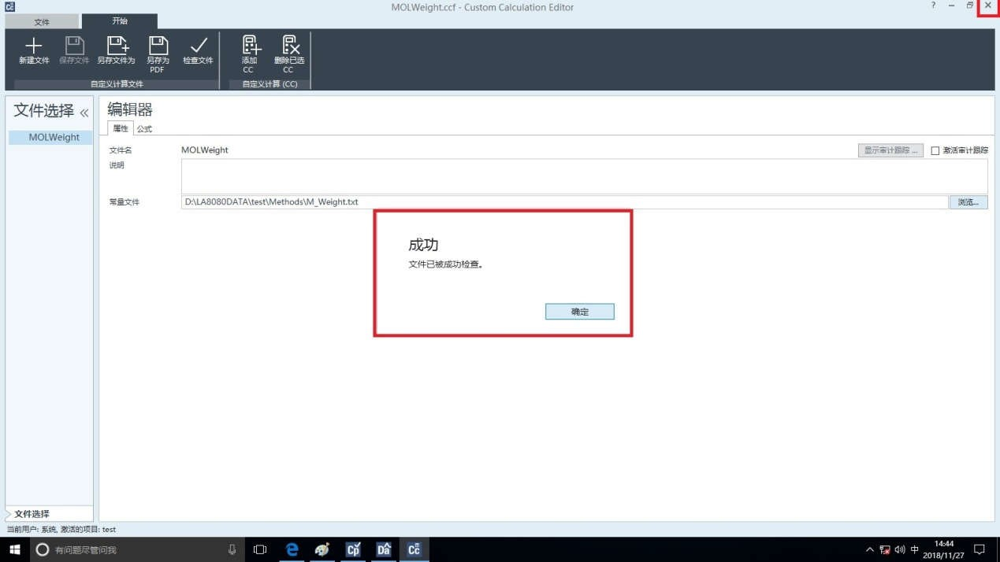 CE
MOLWeight.ccf - Custom Calculation Editor
?
文件
开始
新建文件
保存文件
另存文件为
另存为
PDF
检查文件
添加
CC
删除已选
CC
自定义计算文件
自定义计算 (CC)
文件选择 «
MOLWeight
编辑器
属性 公式
文件名 MOLWeight
显示审计跟踪 ...
激活审计跟踪
说明
常量文件 D:\LA8080DATA\test\Methods\M_Weight.txt
浏览...
成功
文件已被成功检查。
确定
文件选择
当前用户: 系统, 激活的项目: test
有问题尽管问我
Cp
Da
Cc
中
14:44
2018/11/27